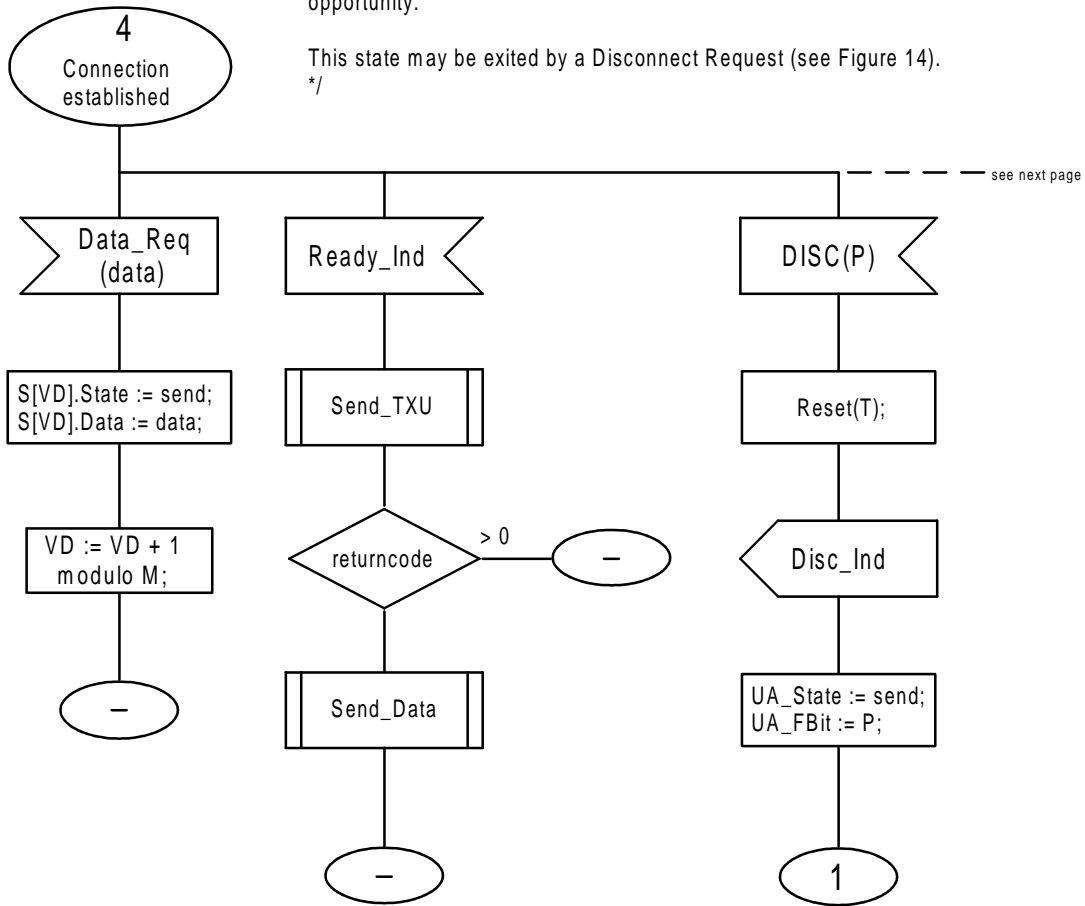 opportunity.
This state may be exited by a Disconnect Request (see Figure 14).
*/
4
Connection
established
see next page
Data_Req
(data)
Ready_Ind
DISC(P)
S[VD].State := send;
S[VD].Data := data;
Send_TXU
Reset(T);
VD := VD + 1
modulo M;
returncode
> 0
–
Disc_Ind
–
Send_Data
UA_State := send;
UA_FBit := P;
–
1